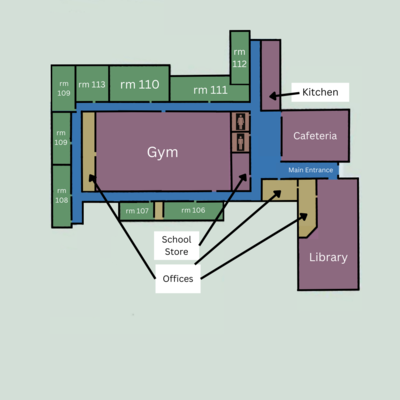 rm
112
rm
109
rm 113
rm 110
rm 111
Kitchen
rm
109
Gym
Cafeteria
Main Entrance
rm
108
rm 107
rm 106
School
Store
Offices
Library